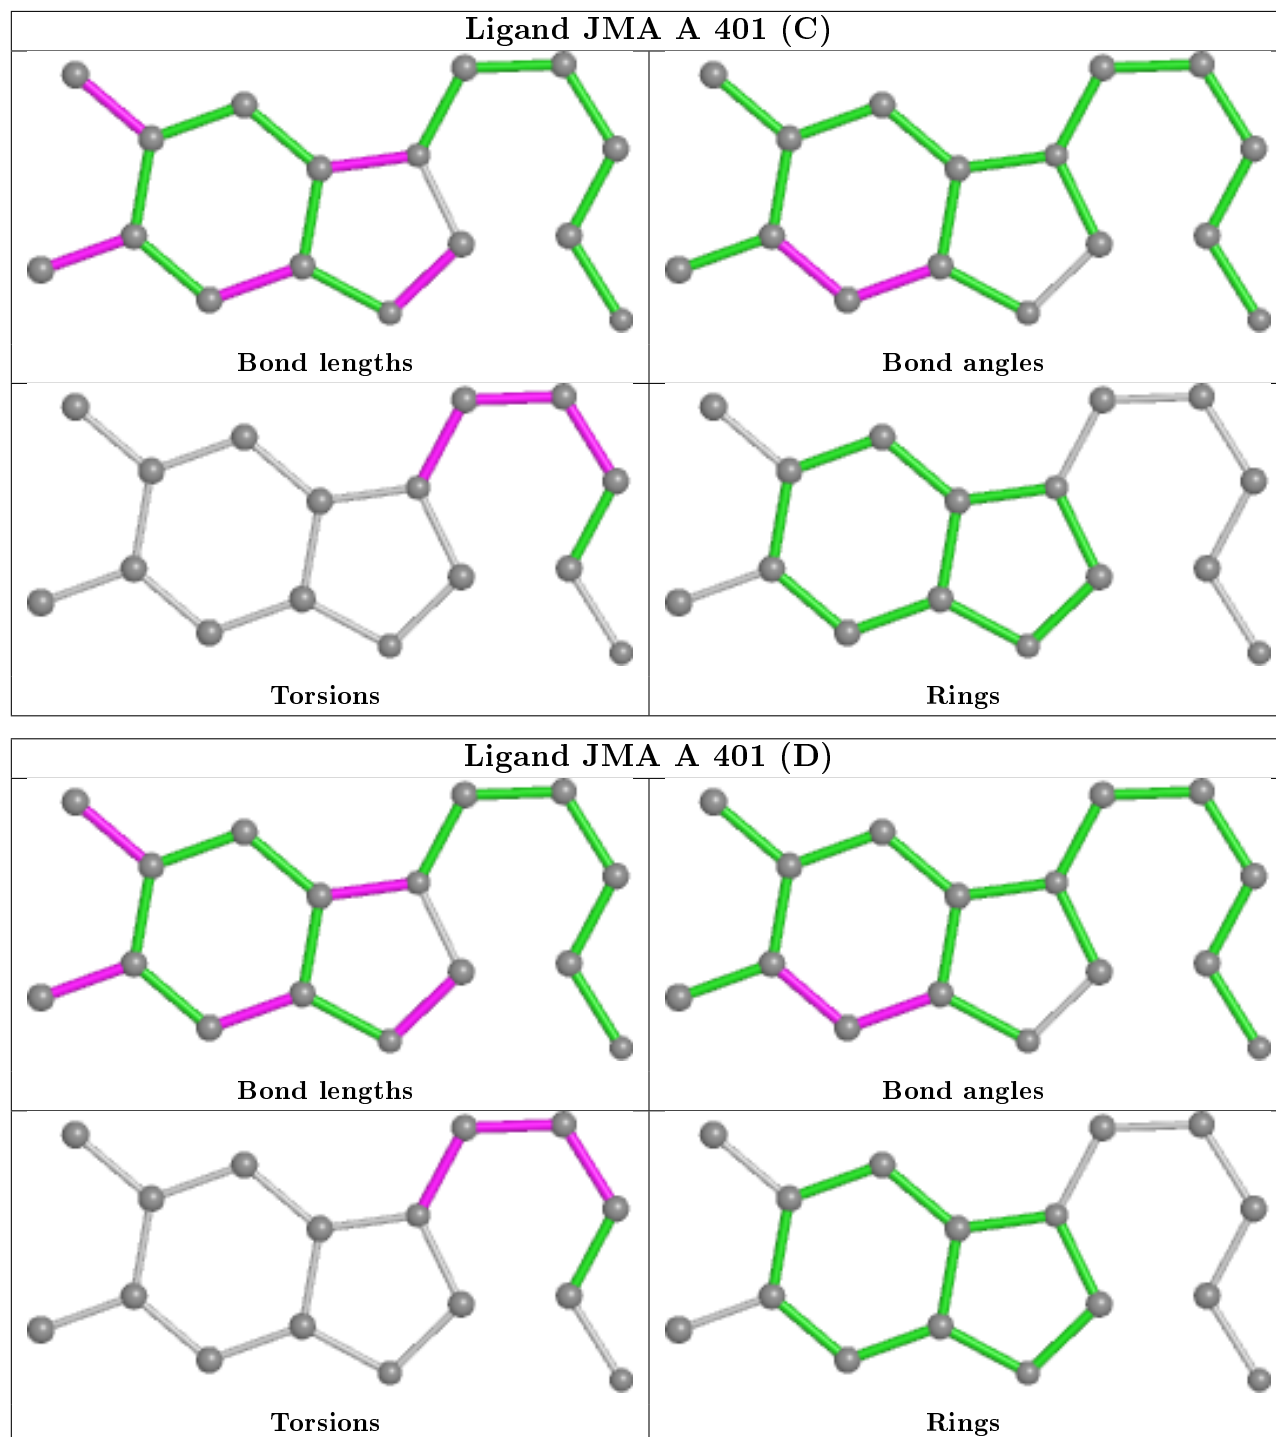 Ligand JMA A 401 (C)
Bond lengths
Bond angles
Torsions
Rings
Ligand JMA A 401 (D)
Bond lengths
Bond angles
Torsions
Rings